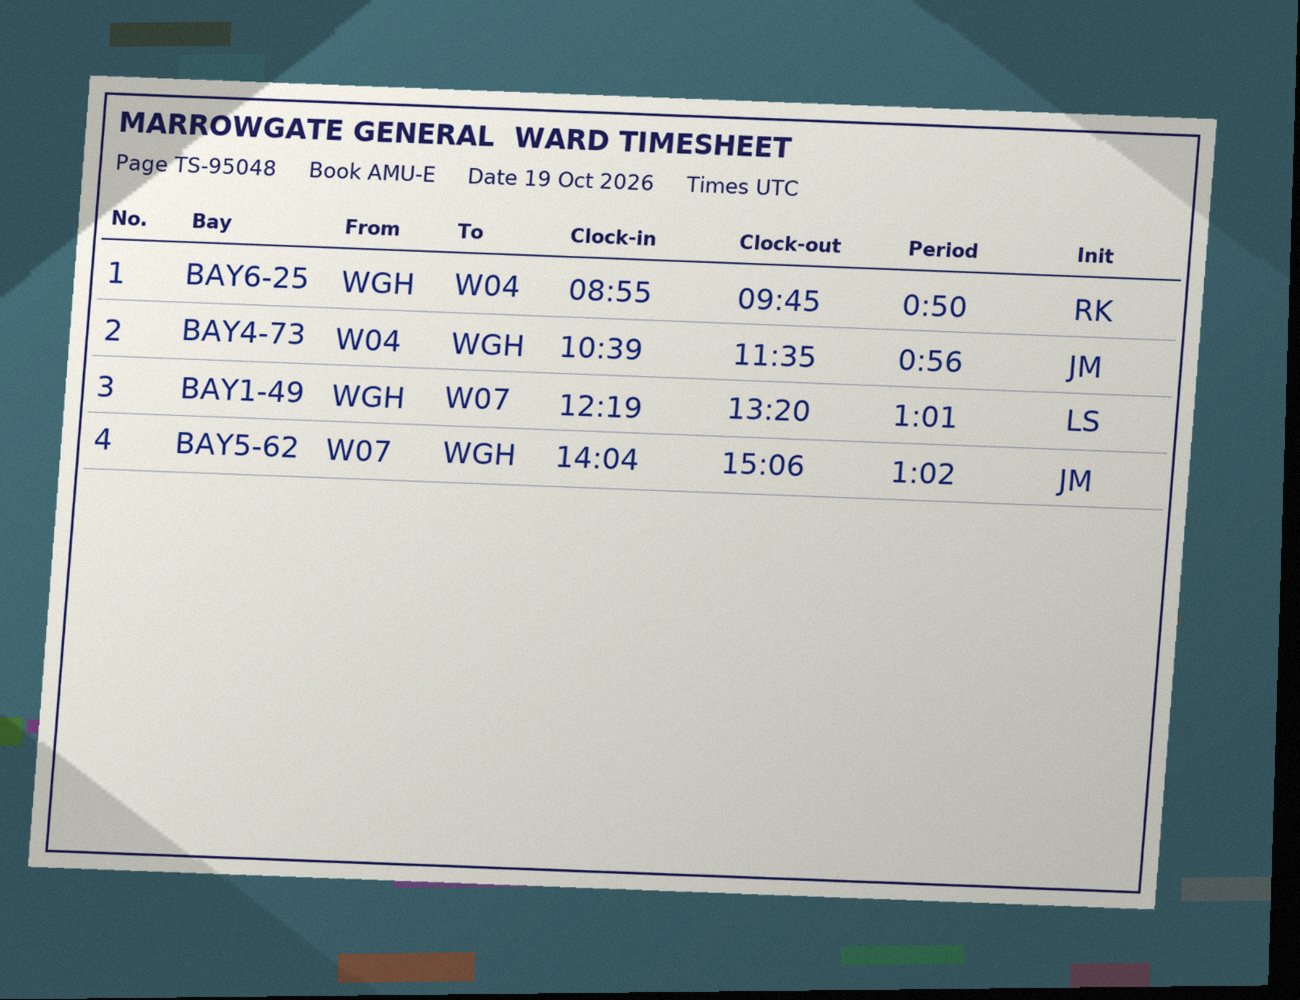 MARROWGATE GENERAL WARD TIMESHEET
Page TS-95048 Book AMU-E Date 19 Oct 2026 Times UTC
No. Bay From To Clock-in Clock-out Period Init
1 BAY6-25 WGH W04 08:55 09:45 0:50 RK
2 BAY4-73 W04 WGH 10:39 11:35 0:56 JM
3 BAY1-49 WGH W07 12:19 13:20 1:01 LS
4 BAY5-62 W07 WGH 14:04 15:06 1:02 JM